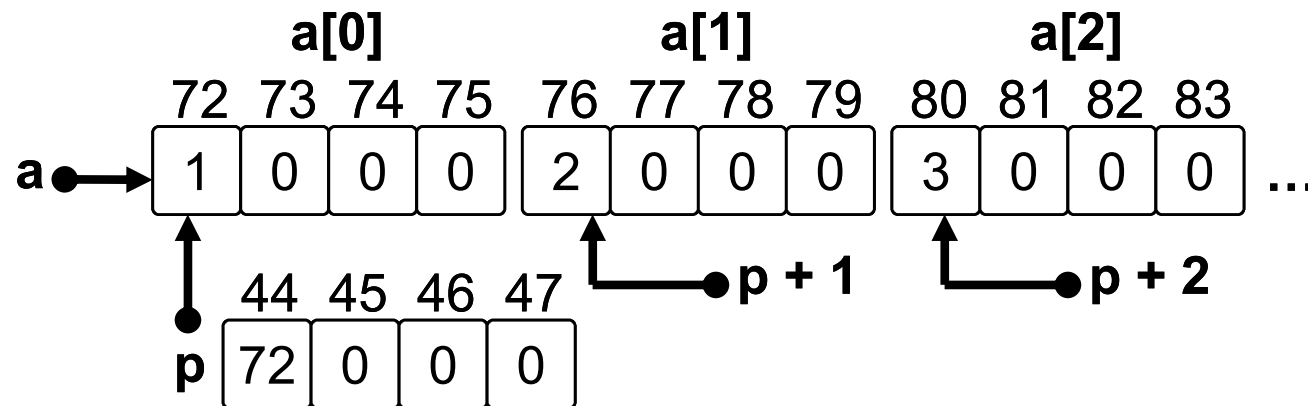 a[0] a[1] a[2]
72 73 74 75 76 77 78 79 80 81 82 83
a 1 0 0 0 2 0 0 0 3 0 0 0 ...
p + 1 p + 2
44 45 46 47
p 72 0 0 0